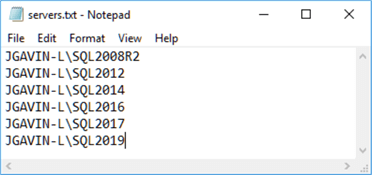 servers.txt - Notepad
File Edit Format View Help
JGAVIN-L\SQL2008R2
JGAVIN-L\SQL2012
JGAVIN-L\SQL2014
JGAVIN-L\SQL2016
JGAVIN-L\SQL2017
JGAVIN-L\SQL2019